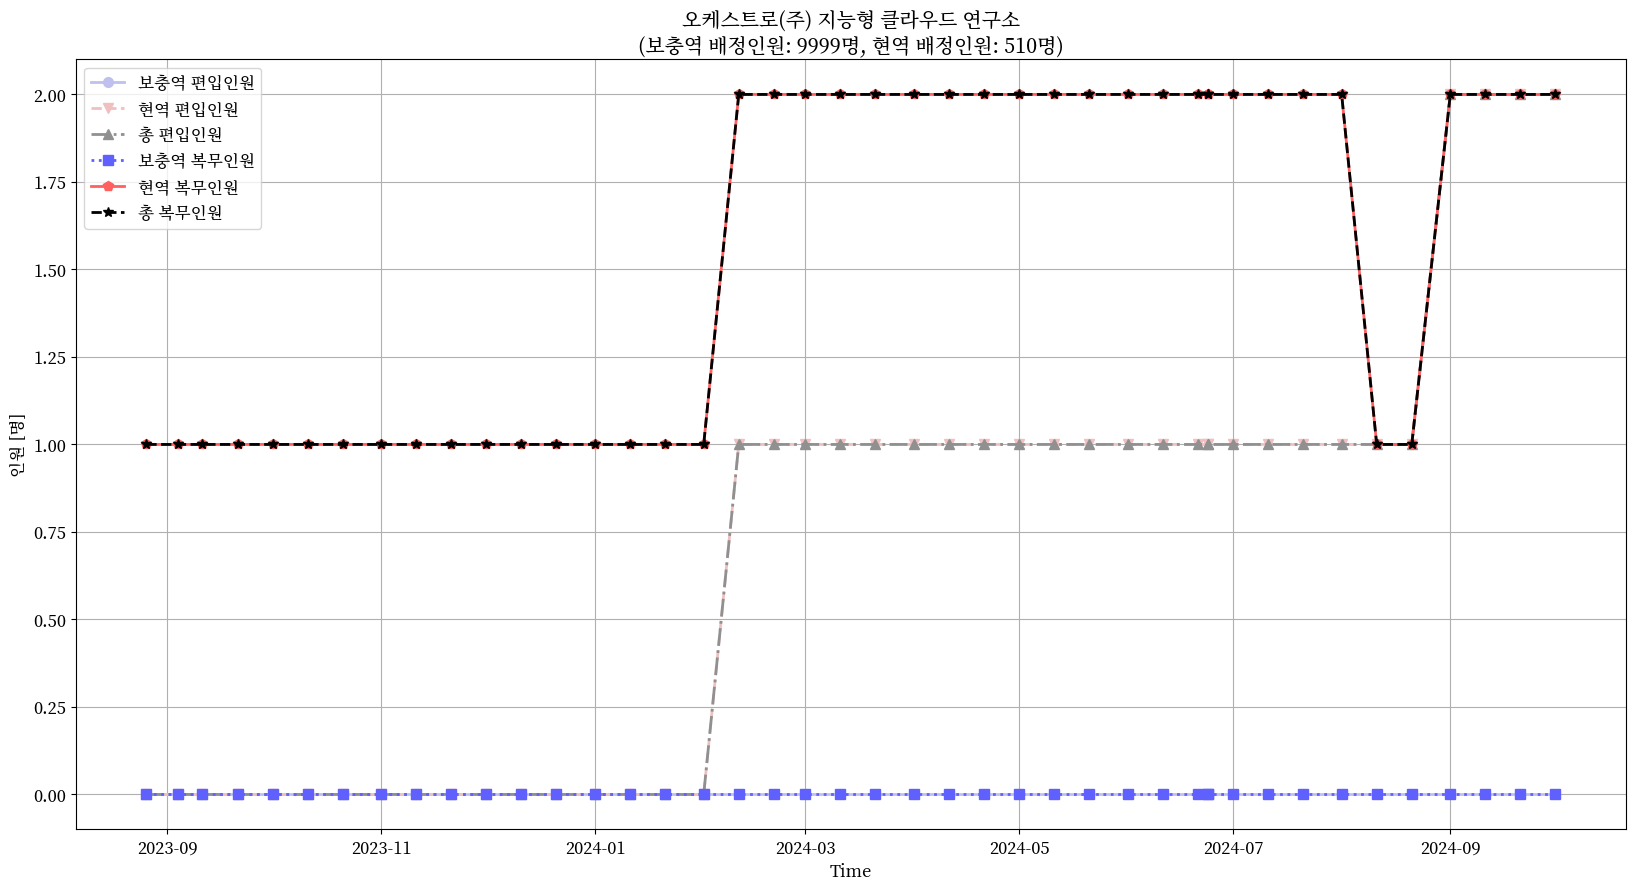 오케스트로(주) 지능형 클라우드 연구소
(보충역 배정인원: 9999명, 현역 배정인원: 510명)
보충역 편입인원
현역 편입인원
총 편입인원
보충역 복무인원
현역 복무인원
총 복무인원
인원 [명]
2.00
1.75
1.50
1.25
1.00
0.75
0.50
0.25
0.00
2023-09 2023-11 2024-01 2024-03 2024-05 2024-07 2024-09
Time